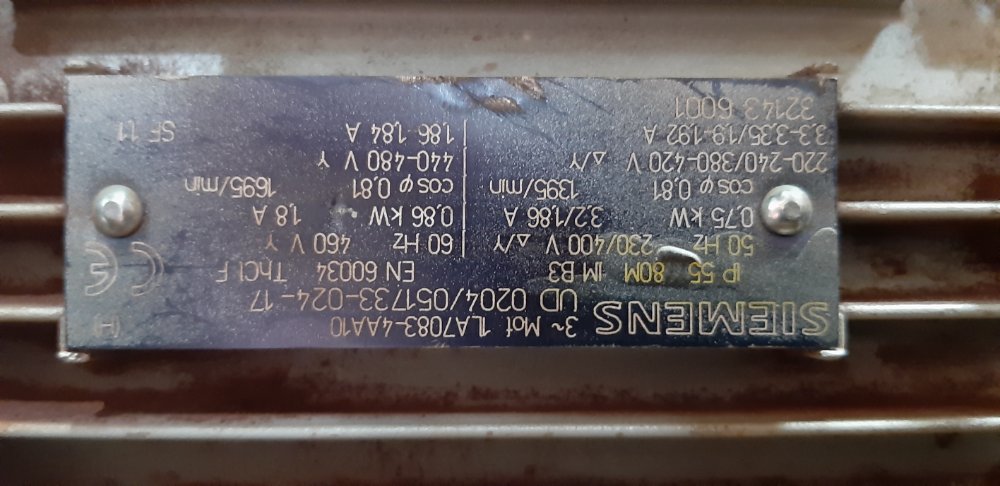 SIEMENS
3~ Mot 1LA7083-4AA10
UD 0204/051733-024-17
(H)
CE
IP 55 80M IM B3 EN 60034 Th.Cl.F
50 Hz 230/400 V Δ/Y 60 Hz 460 V Y
0,75 kW 3,2/1,86 A 0,86 kW 1,8 A
cosφ 0,81 1395/min cosφ 0,81 1695/min
220-240/380-420 V Δ/Y 440-480 V Y
3.3-3.35/1.9-1.92 A 1,86 1,84 A SF 1.1
32143 6001